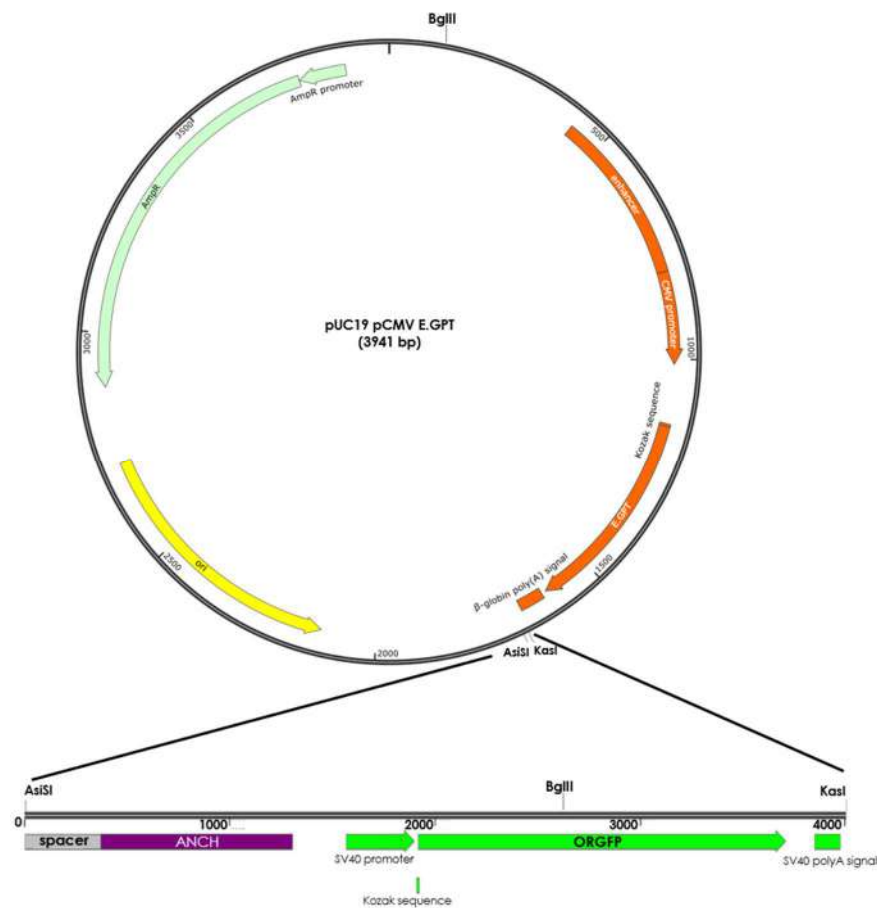 BglII
AmpR promoter
500
3500
enhancer
AmpR
CMV promoter
pUC19 pCMV E.GPT
(3941 bp)
3000
1000
Kozak sequence
E.GPT
β-globin poly(A) signal
1500
ori
2500
2000
AsiSI KasI
AsiSI
BglII
KasI
0
1000
2000
3000
4000
spacer
ANCH
ORGFP
SV40 promoter
SV40 polyA signal
Kozak sequence